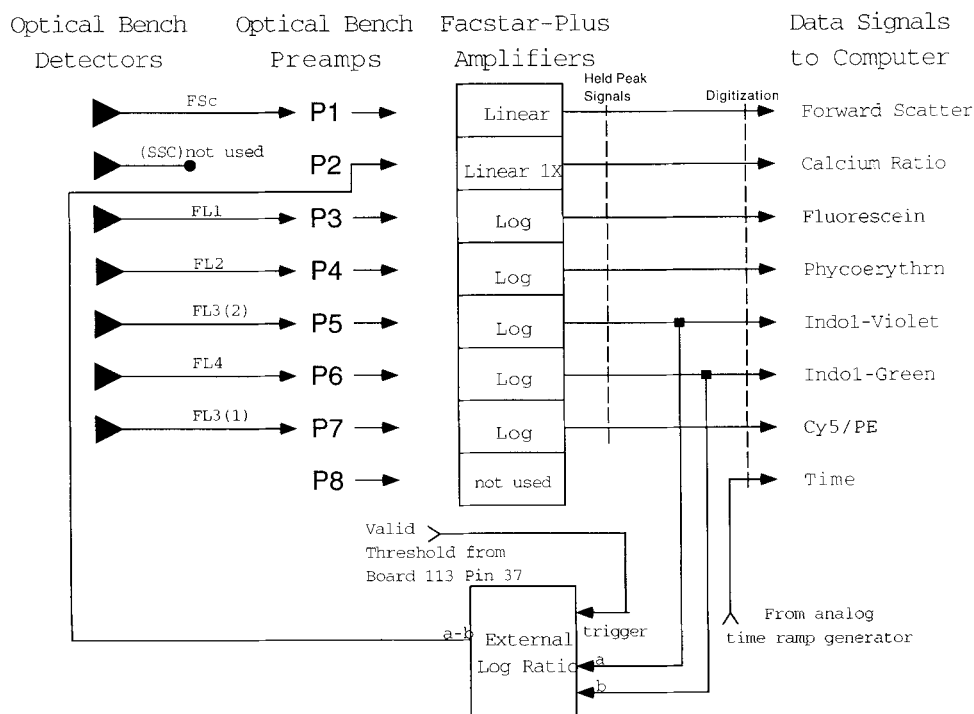 Optical Bench Optical Bench Facstar-Plus Data Signals
Detectors Preamps Amplifiers to Computer
Held Peak
Signals
Digitization
FSc P1 Linear Forward Scatter
(SSC)not used P2 Linear 1X Calcium Ratio
FL1 P3 Log Fluorescein
FL2 P4 Log Phycoerythrn
FL3(2) P5 Log Indo1-Violet
FL4 P6 Log Indo1-Green
FL3(1) P7 Log Cy5/PE
P8 not used Time
Valid
Threshold from
Board 113 Pin 37
From analog
time ramp generator
trigger
a-b External
Log Ratio a
b